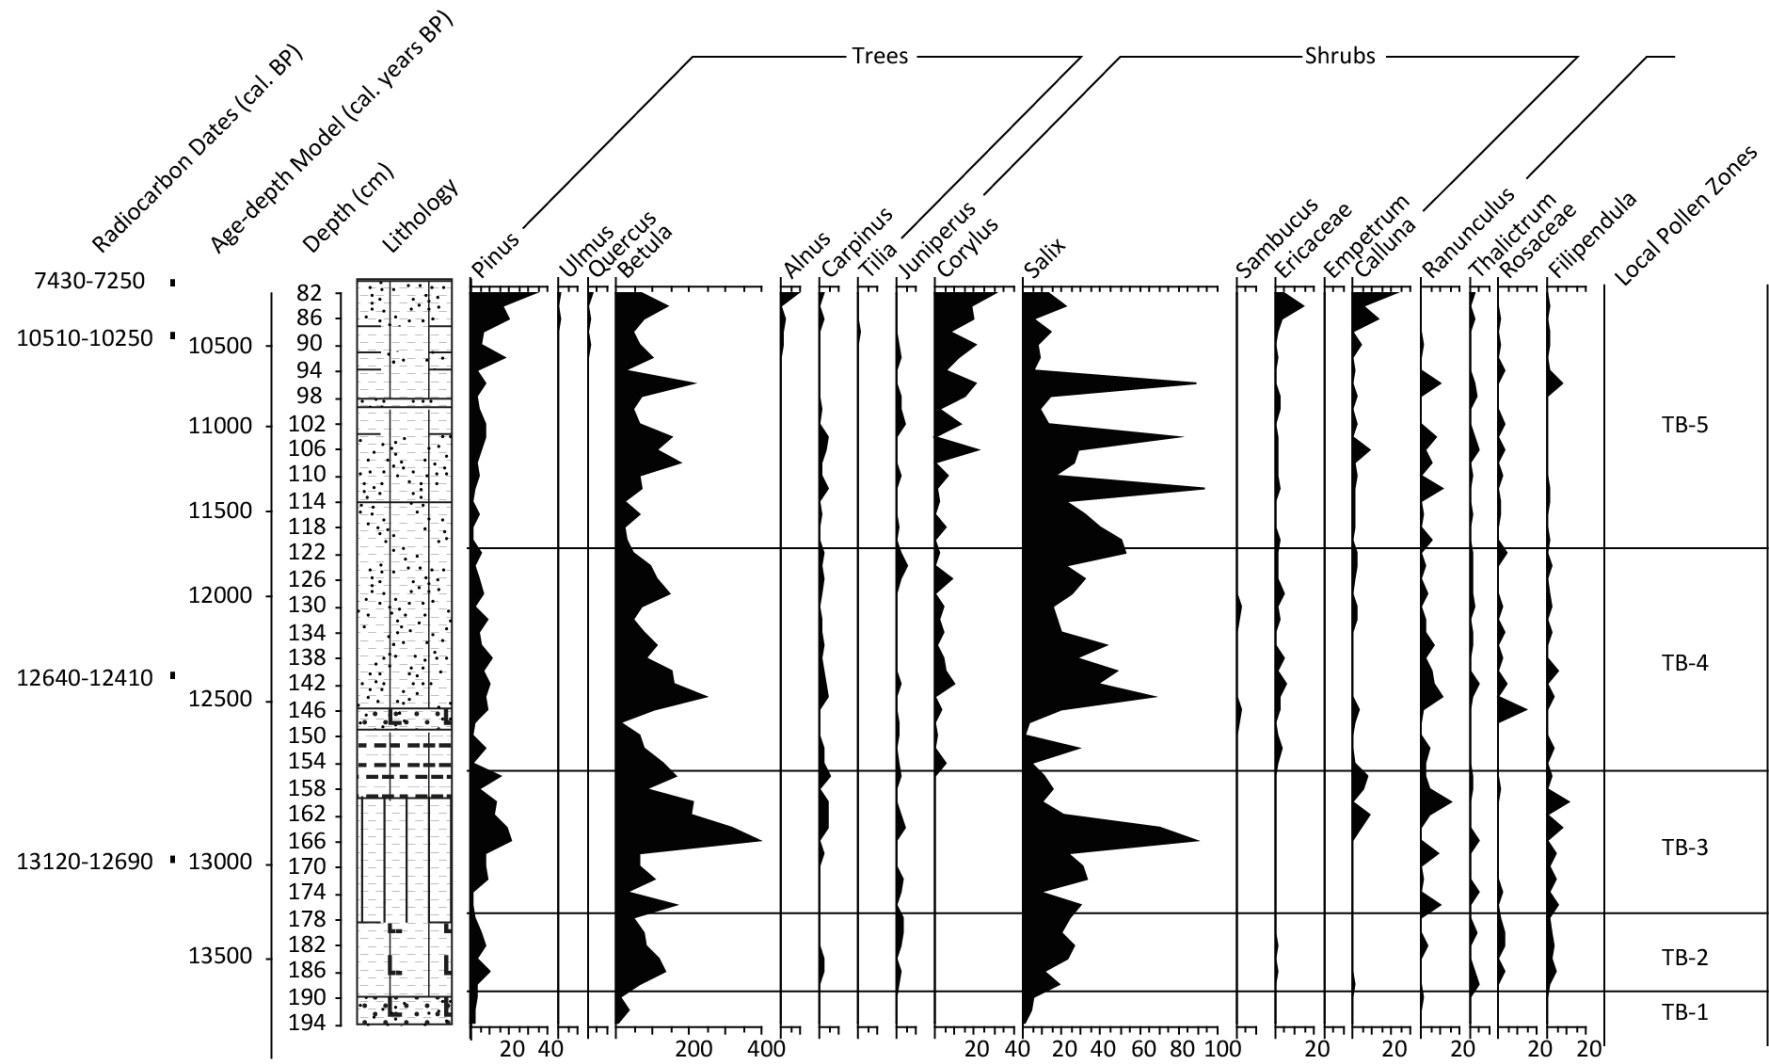 Trees
Shrubs
Radiocarbon Dates (cal. BP)
Age-depth Model (cal. years BP)
Depth (cm)
Lithology
Pinus
Ulmus
Quercus
Betula
Alnus
Carpinus
Tilia
Juniperus
Corylus
Salix
Sambucus
Ericaceae
Empetrum
Calluna
Ranunculus
Thalictrum
Rosaceae
Filipendula
Local Pollen Zones
7430-7250
10510-10250
12640-12410
13120-12690
10500
11000
11500
12000
12500
13000
13500
82
86
90
94
98
102
106
110
114
118
122
126
130
134
138
142
146
150
154
158
162
166
170
174
178
182
186
190
194
TB-5
TB-4
TB-3
TB-2
TB-1
20 40 200 400 20 40 20 40 60 80 100 20 20 20 20 20